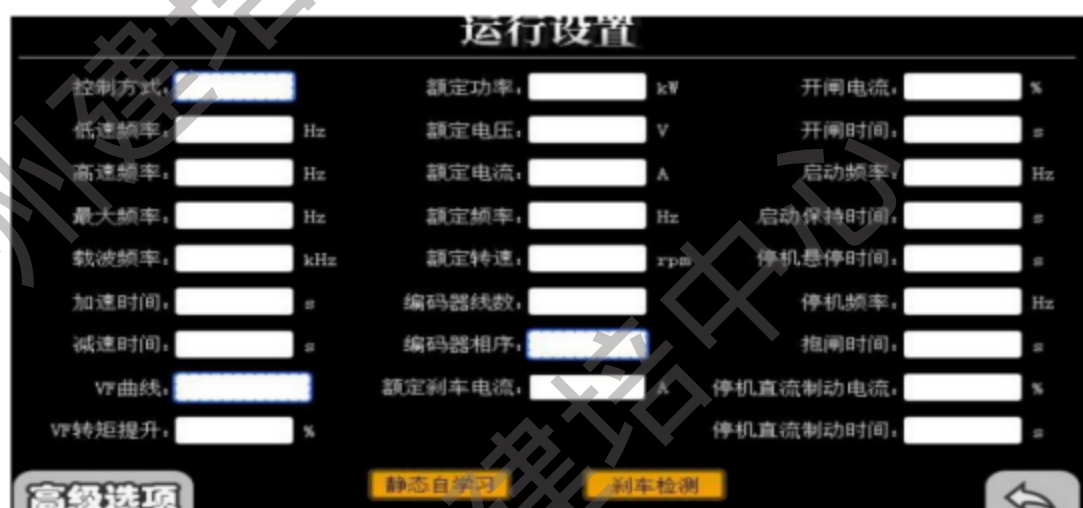 运行设置
控制方式: 额定功率: kW 开闸电流: %
低速频率: Hz 额定电压: V 开闸时间: s
高速频率: Hz 额定电流: A 启动频率: Hz
最大频率: Hz 额定频率: Hz 启动保持时间: s
载波频率: kHz 额定转速: rpm 停机悬停时间: s
加速时间: s 编码器线数: 停机频率: Hz
减速时间: s 编码器相序: 抱闸时间: s
VF曲线: 额定刹车电流: A 停机直流制动电流: %
VF转矩提升: % 停机直流制动时间: s
静态自学习 刹车检测
高级选项
州建培中心